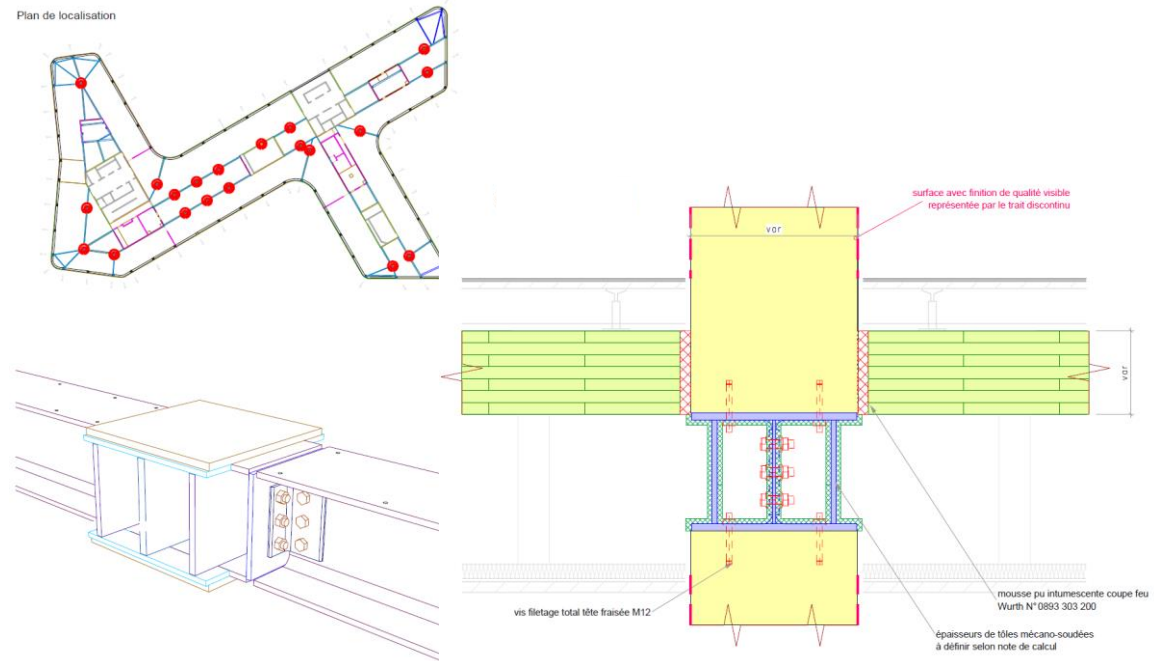 Plan de localisation
surface avec finition de qualité visible
représentée par le trait discontinu
var
var
mousse pu intumescente coupe feu
Wurth N°0893 303 200
vis filetage total tête fraisée M12
épaisseurs de tôles mécano-soudées
à définir selon note de calcul